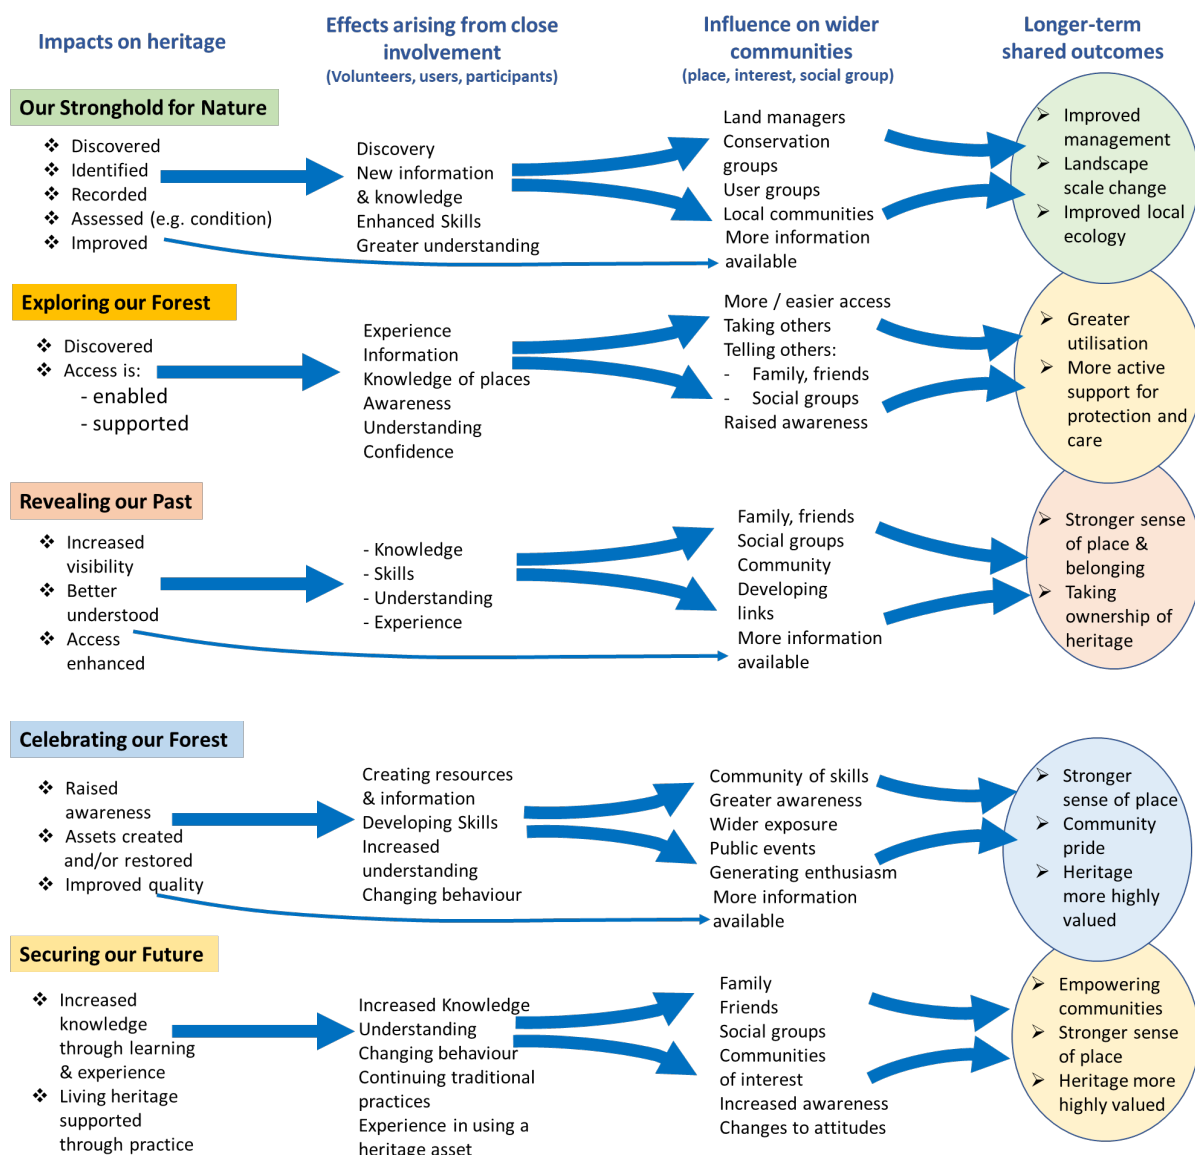 Impacts on heritage
Effects arising from close
involvement
(Volunteers, users, participants)
Influence on wider
communities
(place, interest, social group)
Longer-term
shared outcomes
Our Stronghold for Nature
❖ Discovered
❖ Identified
❖ Recorded
❖ Assessed (e.g. condition)
❖ Improved
Discovery
New information
& knowledge
Enhanced Skills
Greater understanding
Land managers
Conservation
groups
User groups
Local communities
More information
available
➢ Improved
management
➢ Landscape
scale change
➢ Improved local
ecology
Exploring our Forest
❖ Discovered
❖ Access is:
- enabled
- supported
Experience
Information
Knowledge of places
Awareness
Understanding
Confidence
More / easier access
Taking others
Telling others:
- Family, friends
- Social groups
Raised awareness
➢ Greater
utilisation
➢ More active
support for
protection and
care
Revealing our Past
❖ Increased
visibility
❖ Better
understood
❖ Access
enhanced
- Knowledge
- Skills
- Understanding
- Experience
Family, friends
Social groups
Community
Developing
links
More information
available
➢ Stronger sense
of place &
belonging
➢ Taking
ownership of
heritage
Celebrating our Forest
❖ Raised
awareness
❖ Assets created
and/or restored
❖ Improved quality
Creating resources
& information
Developing Skills
Increased
understanding
Changing behaviour
Community of skills
Greater awareness
Wider exposure
Public events
Generating enthusiasm
More information
available
➢ Stronger
sense of place
➢ Community
pride
➢ Heritage
more highly
valued
Securing our Future
❖ Increased
knowledge
through learning
& experience
❖ Living heritage
supported
through practice
Increased Knowledge
Understanding
Changing behaviour
Continuing traditional
practices
Experience in using a
heritage asset
Family
Friends
Social groups
Communities
of interest
Increased awareness
Changes to attitudes
➢ Empowering
communities
➢ Stronger sense
of place
➢ Heritage more
highly valued